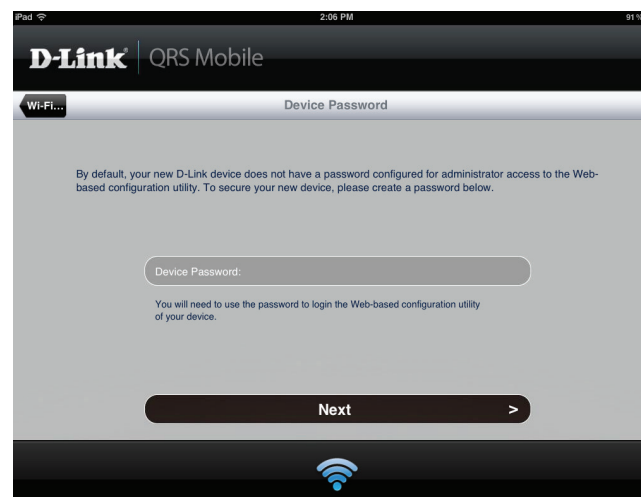 iPad 2:06 PM 91%
D-Link QRS Mobile
Wi-Fi... Device Password
By default, your new D-Link device does not have a password configured for administrator access to the Web-
based configuration utility. To secure your new device, please create a password below.
Device Password:
You will need to use the password to login the Web-based configuration utility
of your device.
Next >